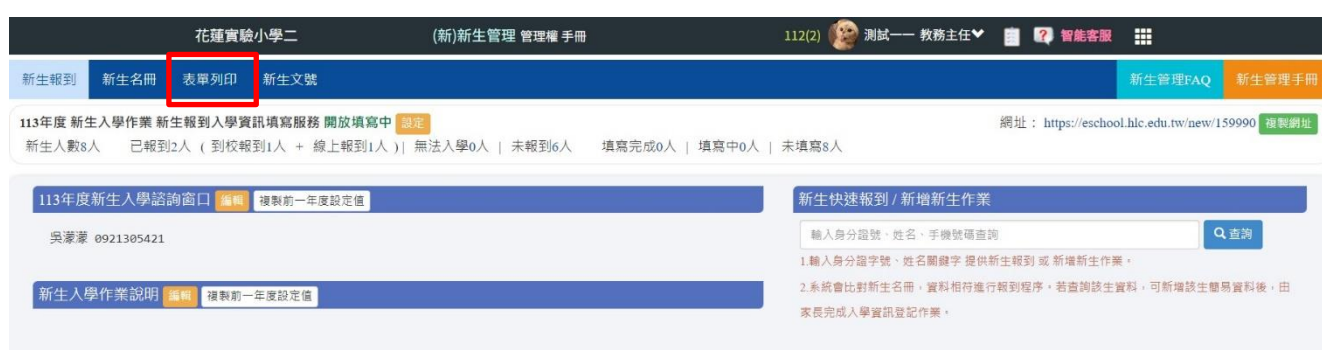 花蓮實驗小學二 (新)新生管理 管理權 手冊 112(2) 測試一一 教務主任 智能客服
新生報到 新生名冊 表單列印 新生文號 新生管理FAQ 新生管理手冊
113年度 新生入學作業 新生報到入學資訊填寫服務 開放填寫中 設定 網址： https://eschool.hlc.edu.tw/new/159990 複製網址
新生人數8人 已報到2人 ( 到校報到1人 + 線上報到1人 )| 無法入學0人 | 未報到6人 填寫完成0人 | 填寫中0人 | 未填寫8人
113年度新生入學諮詢窗口 編輯 複製前一年度設定值
吳濛濛 0921305421
新生入學作業說明 編輯 複製前一年度設定值
新生快速報到 / 新增新生作業
輸入身分證號、姓名、手機號碼查詢 查詢
1.輸入身分證字號、姓名關鍵字 提供新生報到 或 新增新生作業。
2.系統會比對新生名冊，資料相符進行報到程序。若查詢該生資料，可新增該生簡易資料後，由
家長完成入學資訊登記作業。